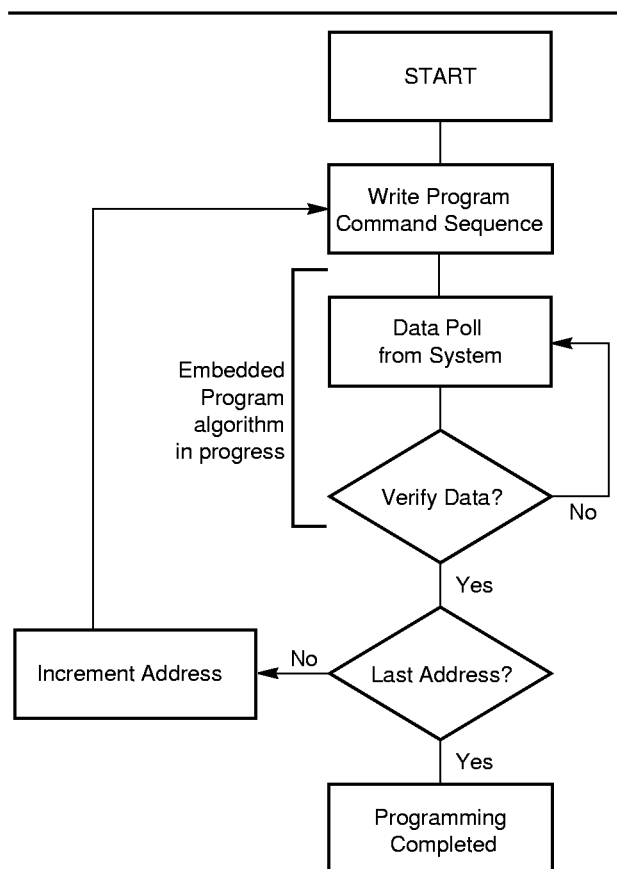 START
Write Program
Command Sequence
Data Poll
from System
Embedded
Program
algorithm
in progress
Verify Data?
No
Yes
Last Address?
No
Increment Address
Yes
Programming
Completed